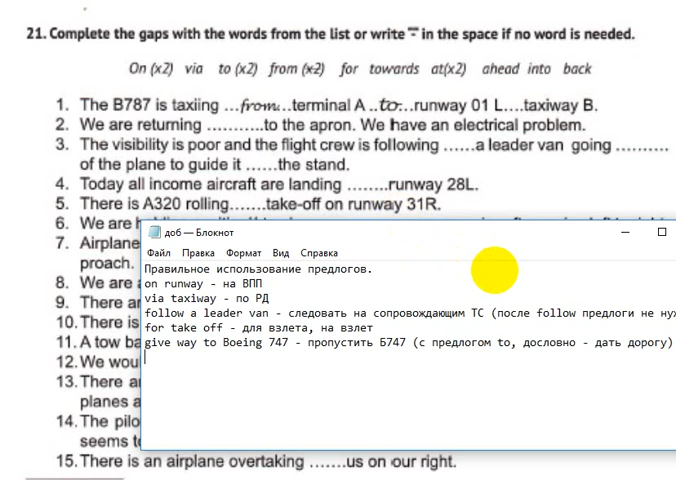 21. Complete the gaps with the words from the list or write "–" in the space if no word is needed.
On (x2) via to (x2) from (x2) for towards at(x2) ahead into back
1. The B787 is taxiing ...from...terminal A ..to...runway 01 L....taxiway B.
2. We are returning ...........to the apron. We have an electrical problem.
3. The visibility is poor and the flight crew is following ......a leader van going ..........
of the plane to guide it ......the stand.
4. Today all income aircraft are landing ........runway 28L.
5. There is A320 rolling.......take-off on runway 31R.
6. We are
7. Airplane
proach.
8. We are
9. There
10. There is
11. A tow
12. We
13. There
planes
14. The
seems
15. There is an airplane overtaking .......us on our right.
доб — Блокнот
Файл Правка Формат Вид Справка
Правильное использование предлогов.
on runway - на ВПП
via taxiway - по РД
follow a leader van - следовать на сопровождающим ТС (после follow предлоги не
for take off - для взлета, на взлет
give way to Boeing 747 - пропустить Б747 (с предлогом to, дословно - дать дорогу)